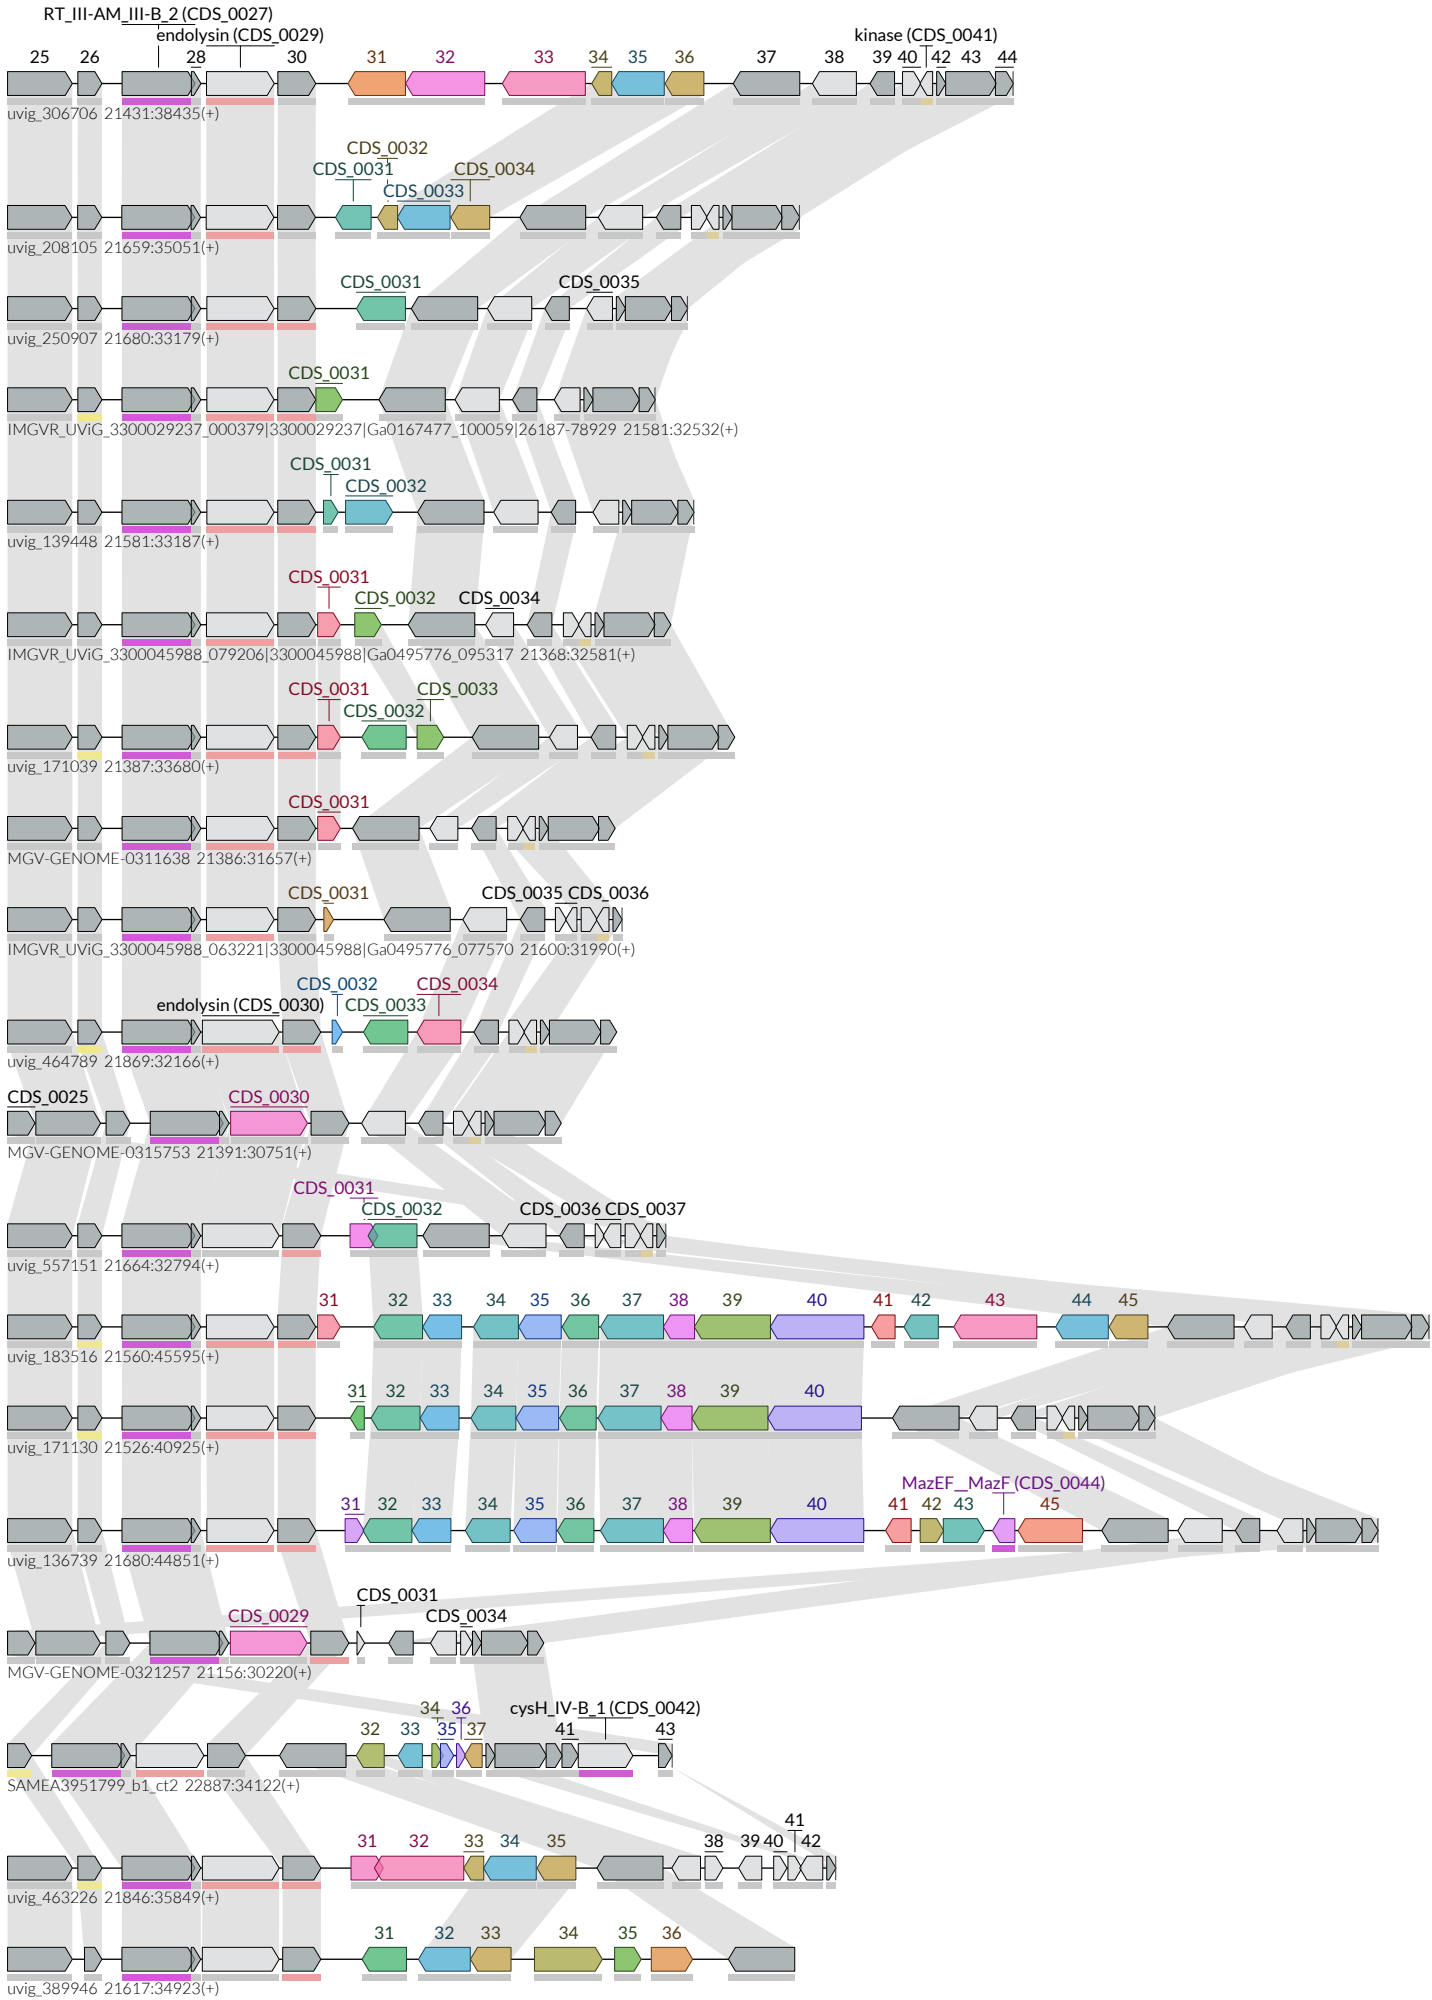 RT_III-AM_III-B_2 (CDS_0027)
endolysin (CDS_0029) kinase (CDS_0041)
25 26 28 30 31 32 33 34 35 36 37 38 39 40 42 43 44
uvig_306706 21431:38435(+)
CDS_0032
CDS_0031 CDS_0034
CDS_0033
uvig_208105 21659:35051(+)
CDS_0031 CDS_0035
uvig_250907 21680:33179(+)
CDS_0031
IMGVR_UViG_3300029237_000379|3300029237|Ga0167477_100059|26187-78929 21581:32532(+)
CDS_0031
CDS_0032
uvig_139448 21581:33187(+)
CDS_0031
CDS_0032 CDS_0034
IMGVR_UViG_3300045988_079206|3300045988|Ga0495776_095317 21368:32581(+)
CDS_0031 CDS_0033
CDS_0032
uvig_171039 21387:33680(+)
CDS_0031
MGV-GENOME-0311638 21386:31657(+)
CDS_0031 CDS_0035 CDS_0036
IMGVR_UViG_3300045988_063221|3300045988|Ga0495776_077570 21600:31990(+)
CDS_0032 CDS_0034
endolysin (CDS_0030) CDS_0033
uvig_464789 21869:32166(+)
CDS_0025 CDS_0030
MGV-GENOME-0315753 21391:30751(+)
CDS_0031
CDS_0032 CDS_0036 CDS_0037
uvig_557151 21664:32794(+)
31 32 33 34 35 36 37 38 39 40 41 42 43 44 45
uvig_183516 21560:45595(+)
31 32 33 34 35 36 37 38 39 40
uvig_171130 21526:40925(+)
MazEF__MazF (CDS_0044)
31 32 33 34 35 36 37 38 39 40 41 42 43 45
uvig_136739 21680:44851(+)
CDS_0031
CDS_0029 CDS_0034
MGV-GENOME-0321257 21156:30220(+)
34 36 cysH_IV-B_1 (CDS_0042)
32 33 35 37 41 43
SAMEA3951799_b1_ct2 22887:34122(+)
41
31 32 33 34 35 38 39 40 42
uvig_463226 21846:35849(+)
31 32 33 34 35 36
uvig_389946 21617:34923(+)